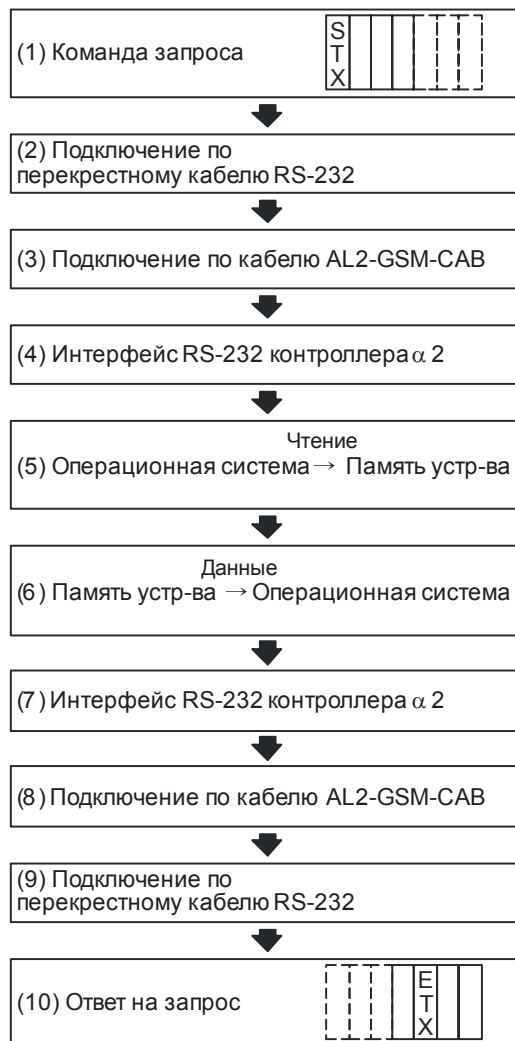 (1) Команда запроса
STX
(2) Подключение по
перекрестному кабелю RS-232
(3) Подключение по кабелю AL2-GSM-CAB
(4) Интерфейс RS-232 контроллера α 2
Чтение
(5) Операционная система → Память устр-ва
Данные
(6) Память устр-ва → Операционная система
(7) Интерфейс RS-232 контроллера α 2
(8) Подключение по кабелю AL2-GSM-CAB
(9) Подключение по
перекрестному кабелю RS-232
(10) Ответ на запрос
ETX